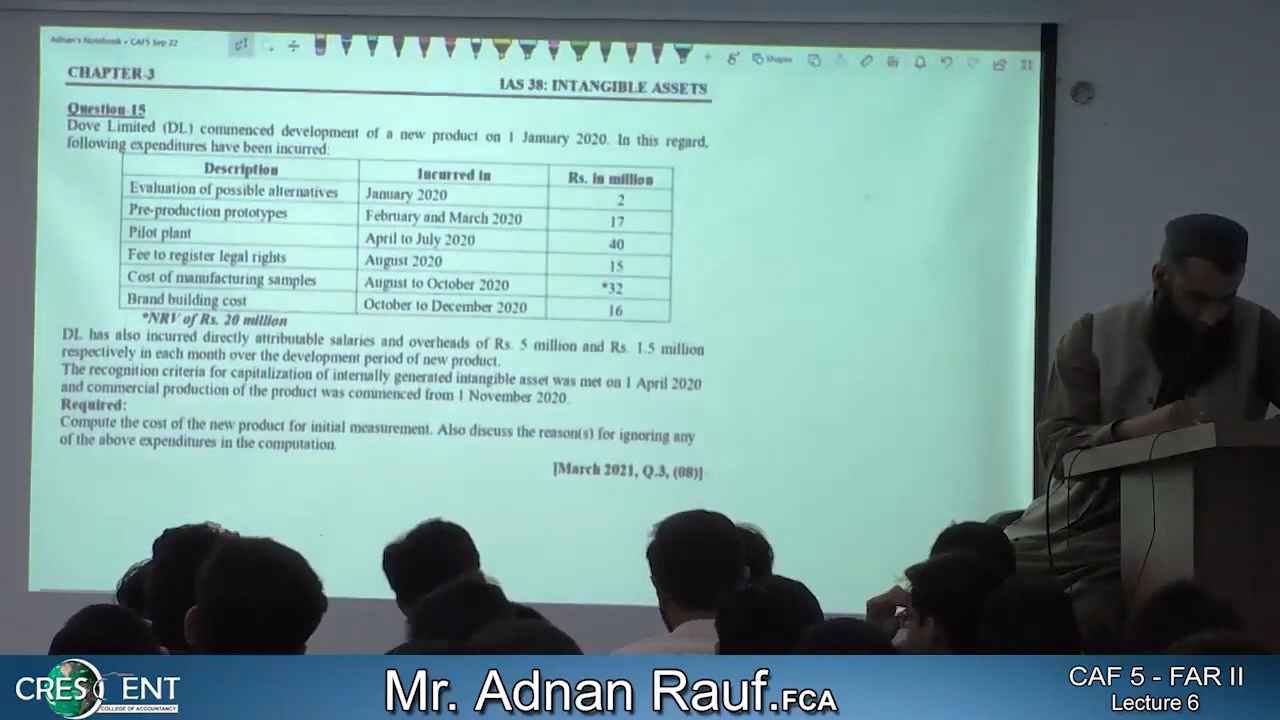 Adnan's Notebook • CAF5 Sep 22
Shapes
CHAPTER-3
IAS 38: INTANGIBLE ASSETS
Question 15
Dove Limited (DL) commenced development of a new product on 1 January 2020. In this regard,
following expenditures have been incurred:
Description Incurred in Rs. in million
Evaluation of possible alternatives January 2020 2
Pre-production prototypes February and March 2020 17
Pilot plant April to July 2020 40
Fee to register legal rights August 2020 15
Cost of manufacturing samples August to October 2020 *32
Brand building cost October to December 2020 16
*NRV of Rs. 20 million
DL has also incurred directly attributable salaries and overheads of Rs. 5 million and Rs. 1.5 million
respectively in each month over the development period of new product.
The recognition criteria for capitalization of internally generated intangible asset was met on 1 April 2020
and commercial production of the product was commenced from 1 November 2020.
Required:
Compute the cost of the new product for initial measurement. Also discuss the reason(s) for ignoring any
of the above expenditures in the computation.
[March 2021, Q.3, (08)]
CRESCENT
COLLEGE OF ACCOUNTANCY
Mr. Adnan Rauf.FCA
CAF 5 - FAR II
Lecture 6